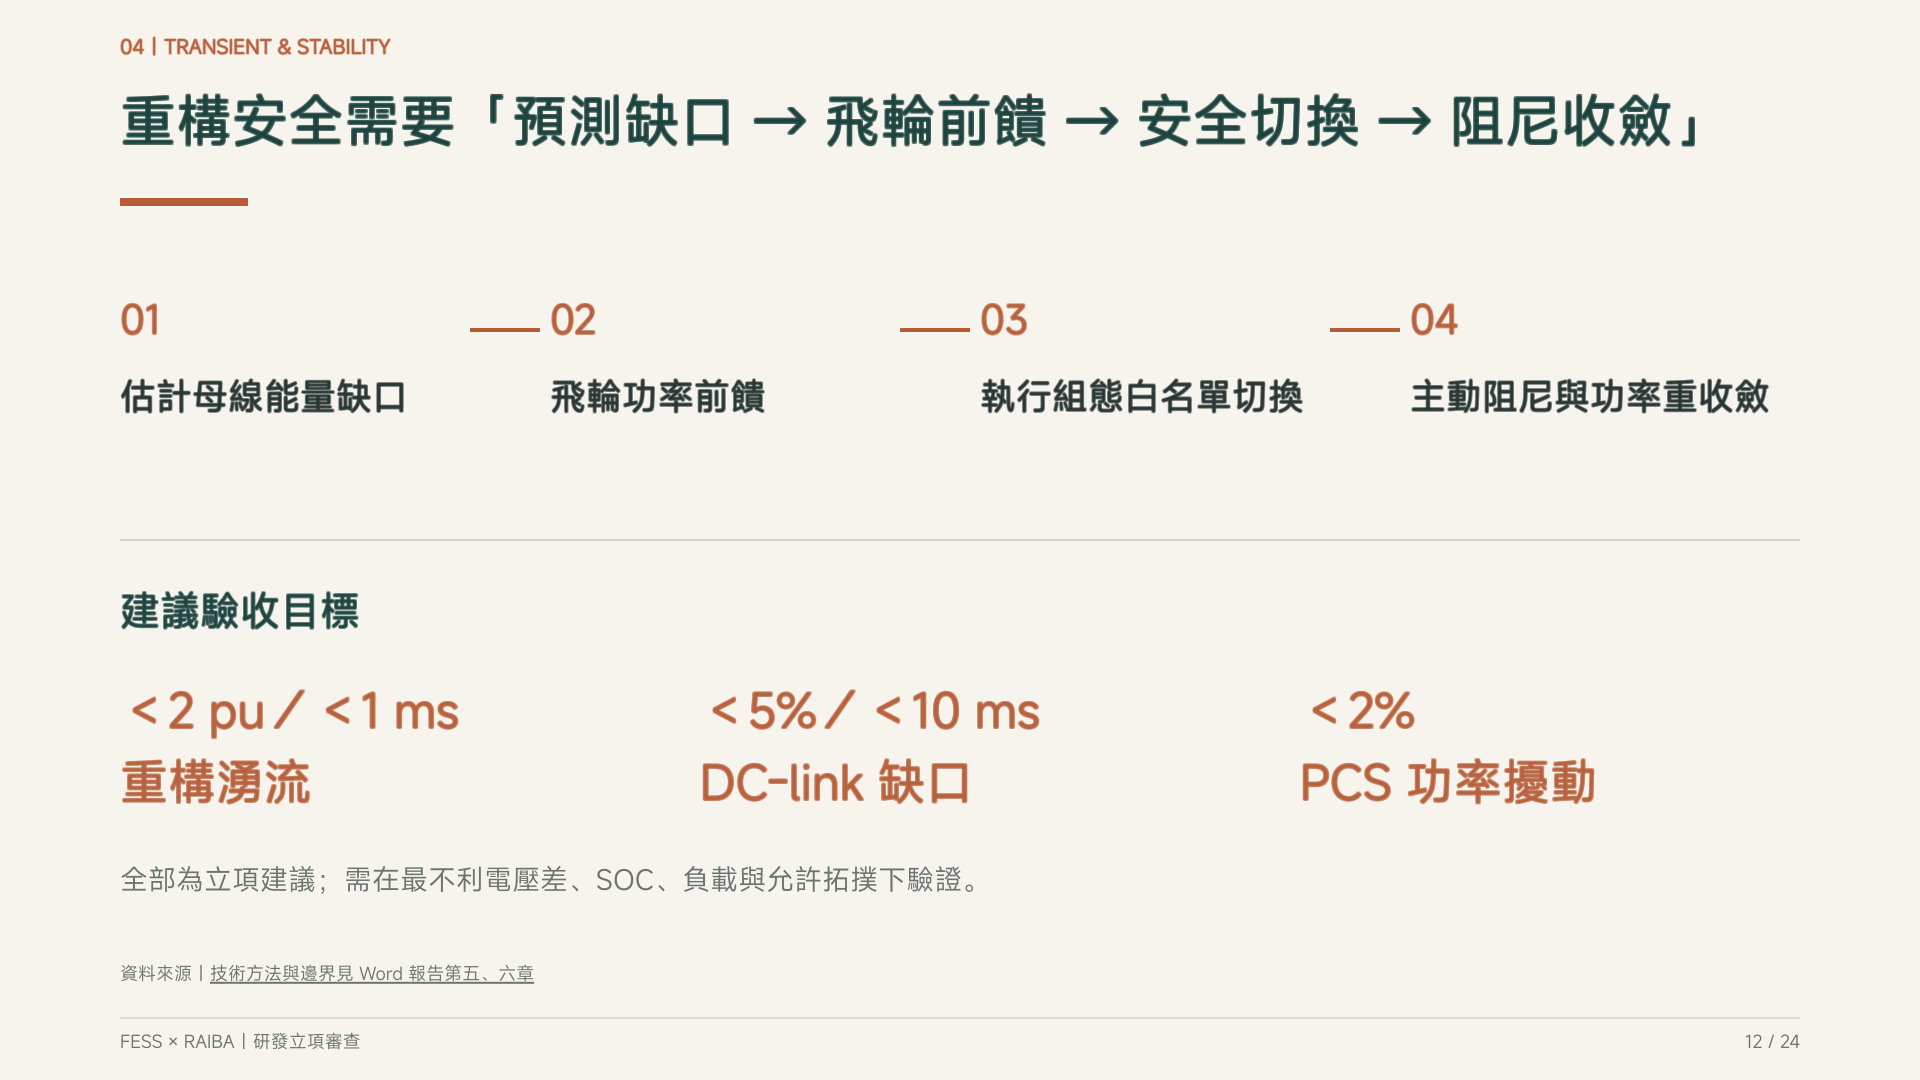 04｜TRANSIENT & STABILITY
重構安全需要「預測缺口 → 飛輪前饋 → 安全切換 → 阻尼收斂」
01
估計母線能量缺口
02
飛輪功率前饋
03
執行組態白名單切換
04
主動阻尼與功率重收斂
建議驗收目標
＜2 pu／＜1 ms
重構湧流
＜5%／＜10 ms
DC-link 缺口
＜2%
PCS 功率擾動
全部為立項建議；需在最不利電壓差、SOC、負載與允許拓撲下驗證。
資料來源｜技術方法與邊界見 Word 報告第五、六章
FESS × RAIBA｜研發立項審查
12 / 24